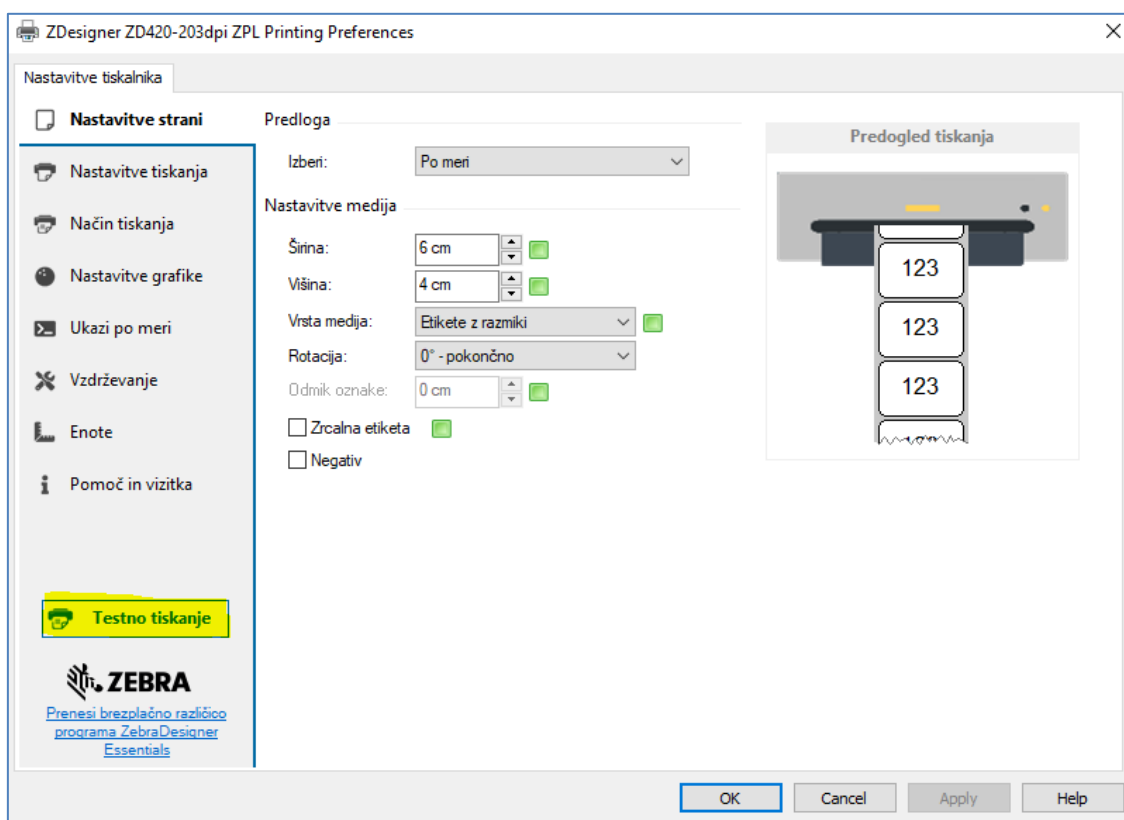 ZDesigner ZD420-203dpi ZPL Printing Preferences
Nastavitve tiskalnika
Nastavitve strani
Nastavitve tiskanja
Način tiskanja
Nastavitve grafike
Ukazi po meri
Vzdrževanje
Enote
Pomoč in vizitka
Testno tiskanje
ZEBRA
Prenesi brezplačno različico
programa ZebraDesigner
Essentials
Predloga
Izberi: Po meri
Nastavitve medija
Širina: 6 cm
Višina: 4 cm
Vrsta medija: Etikete z razmiki
Rotacija: 0° - pokončno
Odmik oznake: 0 cm
Zrcalna etiketa
Negativ
Predogled tiskanja
123
123
123
OK Cancel Apply Help